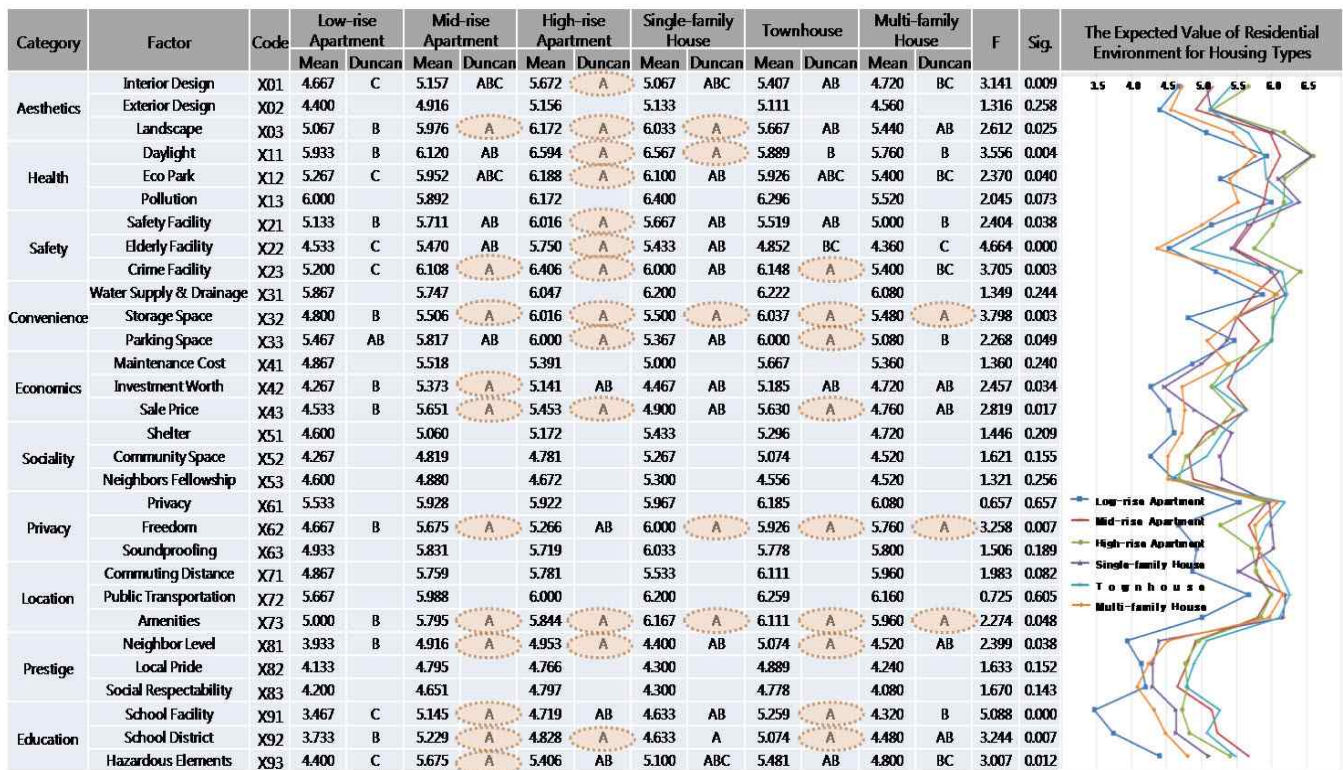 Category Factor Code Low-rise Apartment Mid-rise Apartment High-rise Apartment Single-family House Townhouse Multi-family House F Sig. The Expected Value of Residential Environment for Housing Types
Mean Duncan Mean Duncan Mean Duncan Mean Duncan Mean Duncan Mean Duncan
3.5 4.0 4.5 5.0 5.5 6.0 6.5
Aesthetics
Interior Design X01 4.667 C 5.157 ABC 5.672 A 5.067 ABC 5.407 AB 4.720 BC 3.141 0.009
Exterior Design X02 4.400 4.916 5.156 5.133 5.111 4.560 1.316 0.258
Landscape X03 5.067 B 5.976 A 6.172 A 6.033 A 5.667 AB 5.440 AB 2.612 0.025
Health
Daylight X11 5.933 B 6.120 AB 6.594 A 6.567 A 5.889 B 5.760 B 3.556 0.004
Eco Park X12 5.267 C 5.952 ABC 6.188 A 6.100 AB 5.926 ABC 5.400 BC 2.370 0.040
Pollution X13 6.000 5.892 6.172 6.400 6.296 5.520 2.045 0.073
Safety
Safety Facility X21 5.133 B 5.711 AB 6.016 A 5.667 AB 5.519 AB 5.000 B 2.404 0.038
Elderly Facility X22 4.533 C 5.470 AB 5.750 A 5.433 AB 4.852 BC 4.360 C 4.664 0.000
Crime Facility X23 5.200 C 6.108 A 6.406 A 6.000 AB 6.148 A 5.400 BC 3.705 0.003
Convenience
Water Supply & Drainage X31 5.867 5.747 6.047 6.200 6.222 6.080 1.349 0.244
Storage Space X32 4.800 B 5.506 A 6.016 A 5.500 A 6.037 A 5.480 A 3.798 0.003
Parking Space X33 5.467 AB 5.817 AB 6.000 A 5.367 AB 6.000 A 5.080 B 2.268 0.049
Economics
Maintenance Cost X41 4.867 5.518 5.391 5.000 5.667 5.360 1.360 0.240
Investment Worth X42 4.267 B 5.373 A 5.141 AB 4.467 AB 5.185 AB 4.720 AB 2.457 0.034
Sale Price X43 4.533 B 5.651 A 5.453 A 4.900 AB 5.630 A 4.760 AB 2.819 0.017
Sociality
Shelter X51 4.600 5.060 5.172 5.433 5.296 4.720 1.446 0.209
Community Space X52 4.267 4.819 4.781 5.267 5.074 4.520 1.621 0.155
Neighbors Fellowship X53 4.600 4.880 4.672 5.300 4.556 4.520 1.321 0.256
Privacy
Privacy X61 5.533 5.928 5.922 5.967 6.185 6.080 0.657 0.657
Freedom X62 4.667 B 5.675 A 5.266 AB 6.000 A 5.926 A 5.760 A 3.258 0.007
Soundproofing X63 4.933 5.831 5.719 6.033 5.778 5.800 1.506 0.189
Location
Commuting Distance X71 4.867 5.759 5.781 5.533 6.111 5.960 1.983 0.082
Public Transportation X72 5.667 5.988 6.000 6.200 6.259 6.160 0.725 0.605
Amenities X73 5.000 B 5.795 A 5.844 A 6.167 A 6.111 A 5.960 A 2.274 0.048
Prestige
Neighbor Level X81 3.933 B 4.916 A 4.953 A 4.400 AB 5.074 A 4.520 AB 2.399 0.038
Local Pride X82 4.133 4.795 4.766 4.300 4.889 4.240 1.633 0.152
Social Respectability X83 4.200 4.651 4.797 4.300 4.778 4.080 1.670 0.143
Education
School Facility X91 3.467 C 5.145 A 4.719 AB 4.633 AB 5.259 A 4.320 B 5.088 0.000
School District X92 3.733 B 5.229 A 4.828 A 4.633 A 5.074 A 4.480 AB 3.244 0.007
Hazardous Elements X93 4.400 C 5.675 A 5.406 AB 5.100 ABC 5.481 AB 4.800 BC 3.007 0.012
Low-rise Apartment
Mid-rise Apartment
High-rise Apartment
Single-family House
Townhouse
Multi-family House